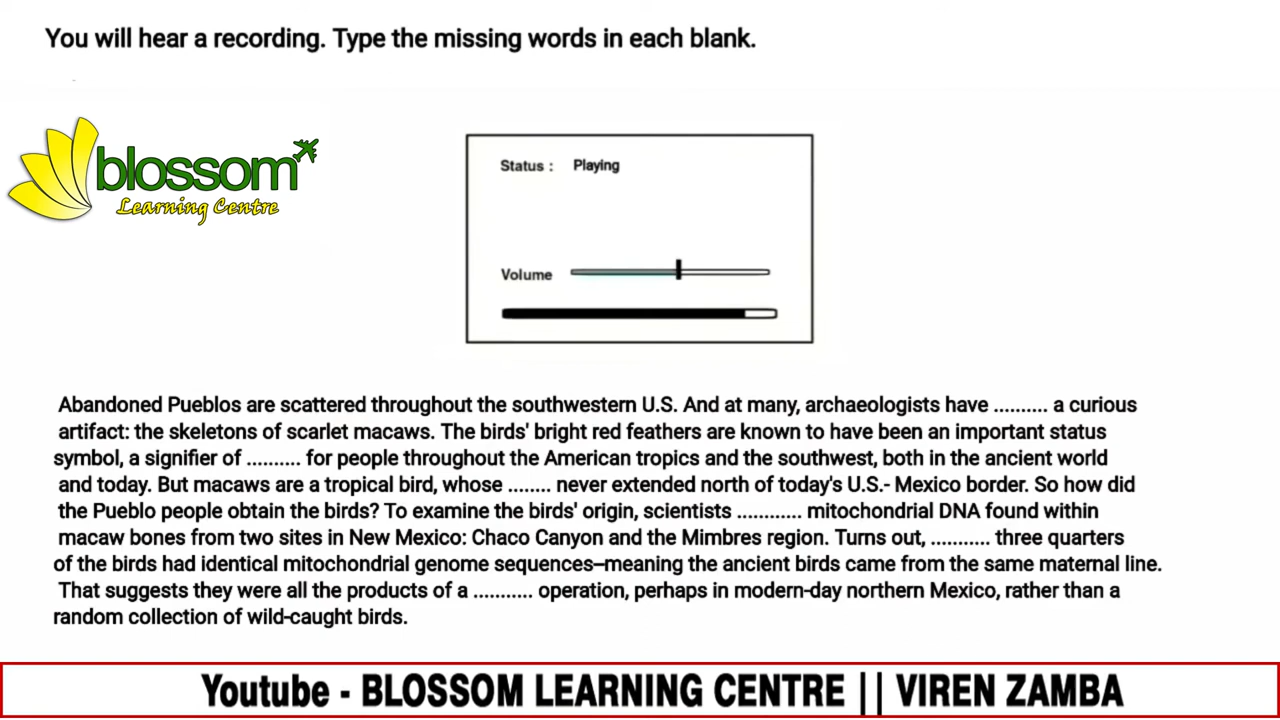 You will hear a recording. Type the missing words in each blank.
blossom
Learning Centre
Status : Playing
Volume
Abandoned Pueblos are scattered throughout the southwestern U.S. And at many, archaeologists have .......... a curious
artifact: the skeletons of scarlet macaws. The birds' bright red feathers are known to have been an important status
symbol, a signifier of .......... for people throughout the American tropics and the southwest, both in the ancient world
and today. But macaws are a tropical bird, whose ........ never extended north of today's U.S.- Mexico border. So how did
the Pueblo people obtain the birds? To examine the birds' origin, scientists ............ mitochondrial DNA found within
macaw bones from two sites in New Mexico: Chaco Canyon and the Mimbres region. Turns out, ........... three quarters
of the birds had identical mitochondrial genome sequences—meaning the ancient birds came from the same maternal line.
That suggests they were all the products of a ........... operation, perhaps in modern-day northern Mexico, rather than a
random collection of wild-caught birds.
Youtube - BLOSSOM LEARNING CENTRE || VIREN ZAMBA